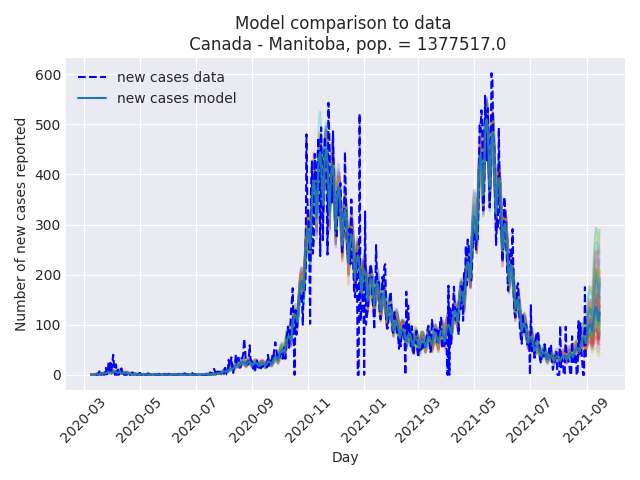 Model comparison to data
Canada - Manitoba, pop. = 1377517.0
new cases data
new cases model
Number of new cases reported
600
500
400
300
200
100
0
2020-03
2020-05
2020-07
2020-09
2020-11
2021-01
2021-03
2021-05
2021-07
2021-09
Day